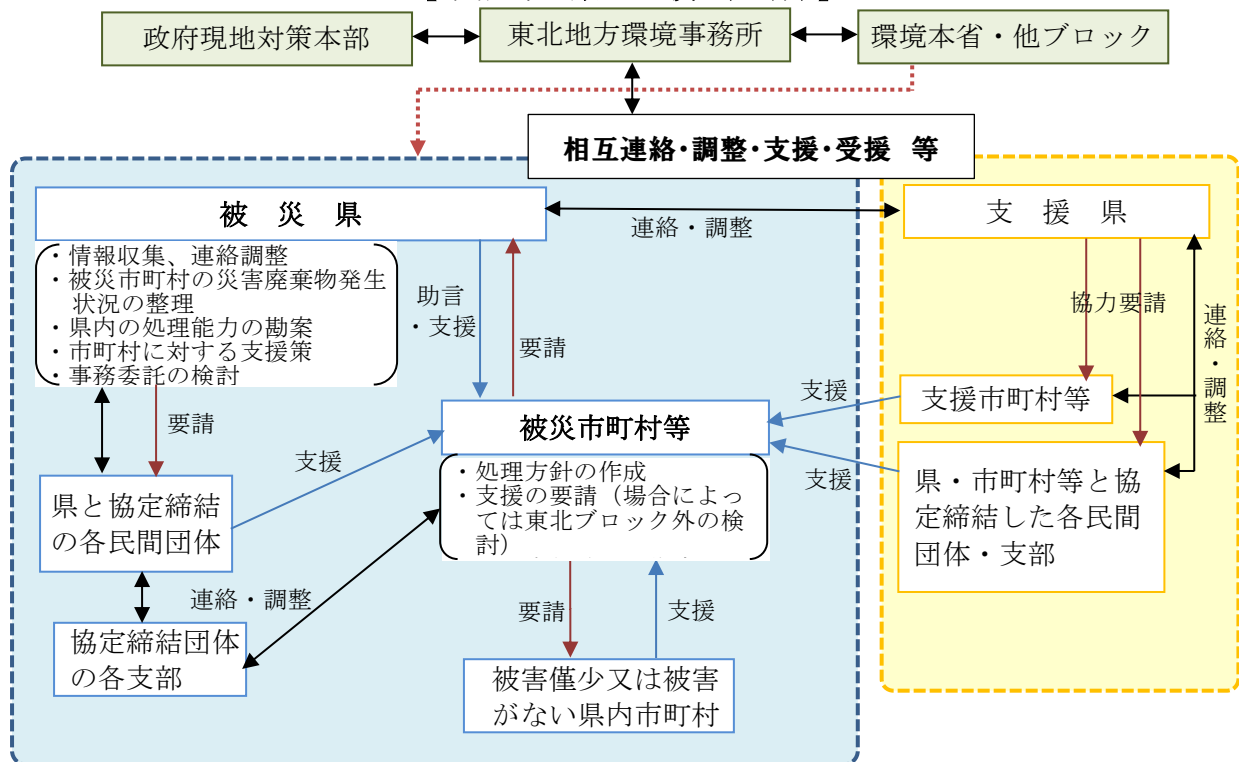 政府現地対策本部
東北地方環境事務所
環境本省・他ブロック
相互連絡・調整・支援・受援 等
被 災 県
連絡・調整
支 援 県
・情報収集、連絡調整
・被災市町村の災害廃棄物発生
状況の整理
・県内の処理能力の勘案
・市町村に対する支援策
・事務委託の検討
助言
・支援
要請
協力要請
連絡・調整
要請
支援
被災市町村等
支援
支援市町村等
・処理方針の作成
・支援の要請（場合によっ
ては東北ブロック外の検
討）
支援
県・市町村等と協
定締結した各民間
団体・支部
県と協定締結
の各民間団体
連絡・調整
協定締結団体
の各支部
要請
支援
被害僅少又は被害
がない県内市町村